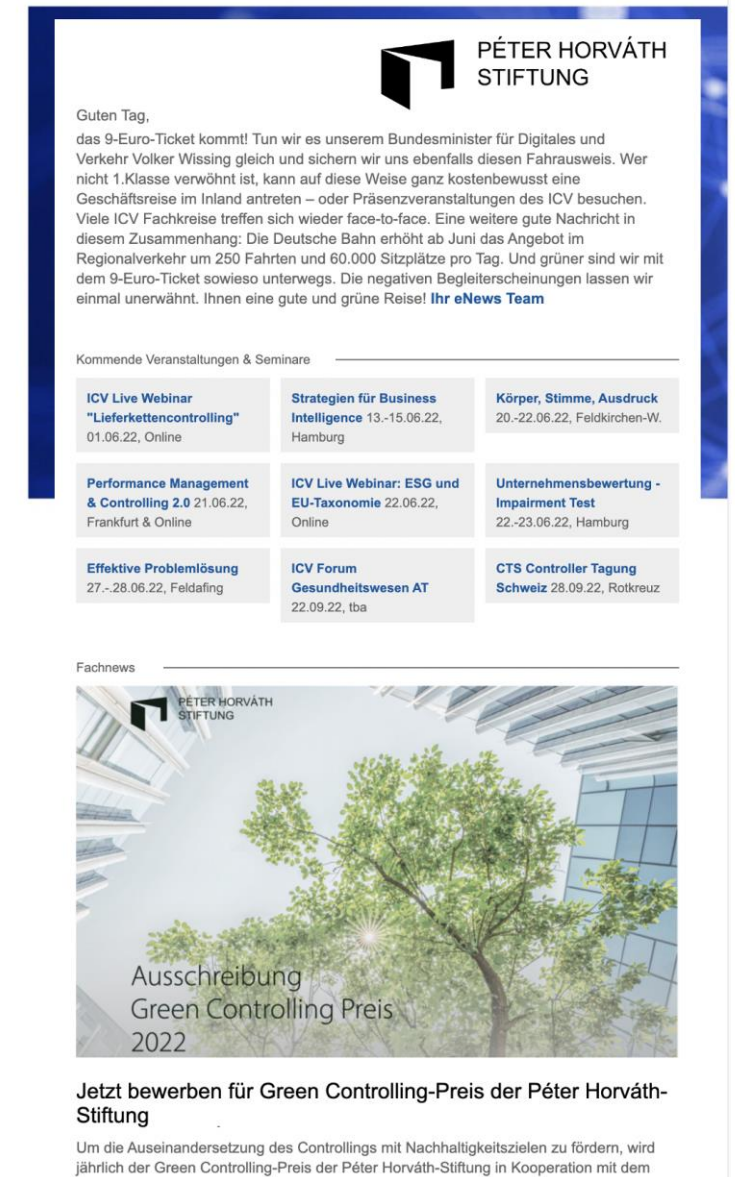 PÉTER HORVÁTH
STIFTUNG
Guten Tag,
das 9-Euro-Ticket kommt! Tun wir es unserem Bundesminister für Digitales und
Verkehr Volker Wissing gleich und sichern wir uns ebenfalls diesen Fahrausweis. Wer
nicht 1.Klasse verwöhnt ist, kann auf diese Weise ganz kostenbewusst eine
Geschäftsreise im Inland antreten – oder Präsenzveranstaltungen des ICV besuchen.
Viele ICV Fachkreise treffen sich wieder face-to-face. Eine weitere gute Nachricht in
diesem Zusammenhang: Die Deutsche Bahn erhöht ab Juni das Angebot im
Regionalverkehr um 250 Fahrten und 60.000 Sitzplätze pro Tag. Und grüner sind wir mit
dem 9-Euro-Ticket sowieso unterwegs. Die negativen Begleiterscheinungen lassen wir
einmal unerwähnt. Ihnen eine gute und grüne Reise! Ihr eNews Team
Kommende Veranstaltungen & Seminare
ICV Live Webinar
"Lieferkettencontrolling"
01.06.22, Online
Strategien für Business
Intelligence 13.-15.06.22,
Hamburg
Körper, Stimme, Ausdruck
20.-22.06.22, Feldkirchen-W.
Performance Management
& Controlling 2.0 21.06.22,
Frankfurt & Online
ICV Live Webinar: ESG und
EU-Taxonomie 22.06.22,
Online
Unternehmensbewertung -
Impairment Test
22.-23.06.22, Hamburg
Effektive Problemlösung
27.-.28.06.22, Feldafing
ICV Forum
Gesundheitswesen AT
22.09.22, tba
CTS Controller Tagung
Schweiz 28.09.22, Rotkreuz
Fachnews
PÉTER HORVÁTH
STIFTUNG
Ausschreibung
Green Controlling Preis
2022
Jetzt bewerben für Green Controlling-Preis der Péter Horváth-
Stiftung
Um die Auseinandersetzung des Controllings mit Nachhaltigkeitszielen zu fördern, wird
jährlich der Green Controlling-Preis der Péter Horváth-Stiftung in Kooperation mit dem